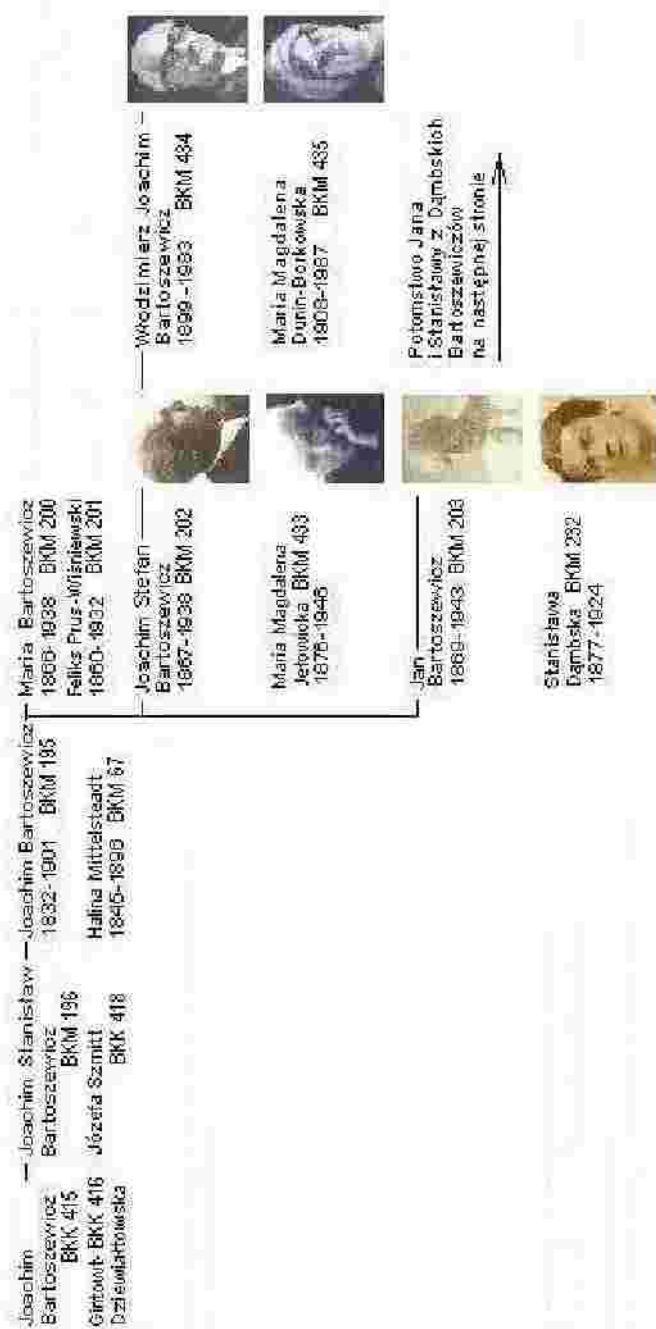 Joachim
Bartoszewicz
BKK 415
Gintowt- BKK 416
Dziewiałtowska
Joachim Stanisław
Bartoszewicz
BKM 196
Józefa Szmitt
BKK 418
Joachim Bartoszewicz
1832-1901 BKM 195
Halina Mittelsteadt
BKM 67
Maria Bartoszewicz
1866-1938 BKM 200
Feliks Prus-Wiśniewski
1860-1932 BKM 201
Joachim Stefan
Bartoszewicz
1867-1938 BKM 202
Maria Magdalena
Jełowicka BKM 433
1876-1946
Jan
Bartoszewicz
1869-1943 BKM 203
Stanisława
Dąmbska BKM 232
1877-1924
Włodzimierz Joachim
Bartoszewicz
1899-1983 BKM 434
Maria Magdalena
Dunin-Borkowska
1908-1987 BKM 435
Potomstwo Jana
i Stanisławy z Dąmbskich
Bartoszewiczów
na następnej stronie